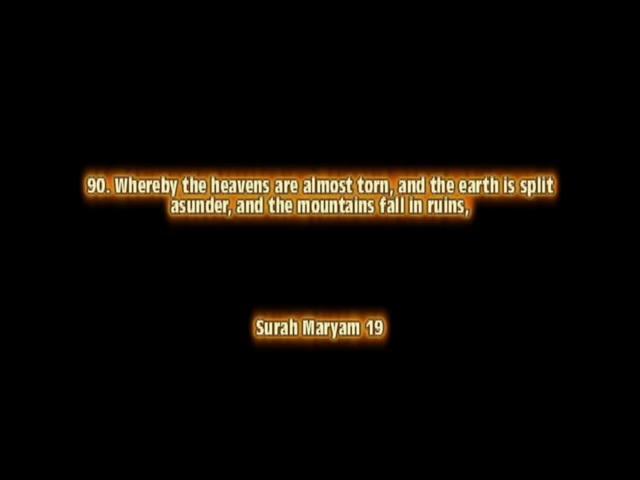 90. Whereby the heavens are almost torn, and the earth is split
asunder, and the mountains fall in ruins,
Surah Maryam 19